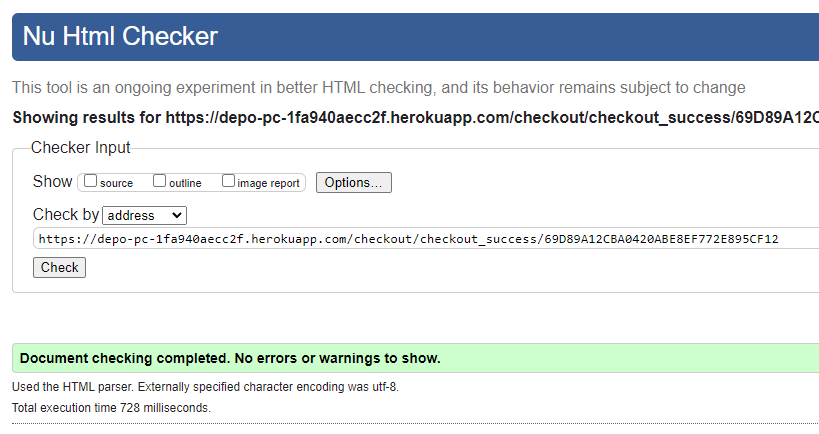 Nu Html Checker
This tool is an ongoing experiment in better HTML checking, and its behavior remains subject to change
Showing results for https://depo-pc-1fa940aecc2f.herokuapp.com/checkout/checkout_success/69D89A12C
Checker Input
Show source outline image report Options...
Check by address
https://depo-pc-1fa940aecc2f.herokuapp.com/checkout/checkout_success/69D89A12CBA0420ABE8EF772E895CF12
Check
Document checking completed. No errors or warnings to show.
Used the HTML parser. Externally specified character encoding was utf-8.
Total execution time 728 milliseconds.